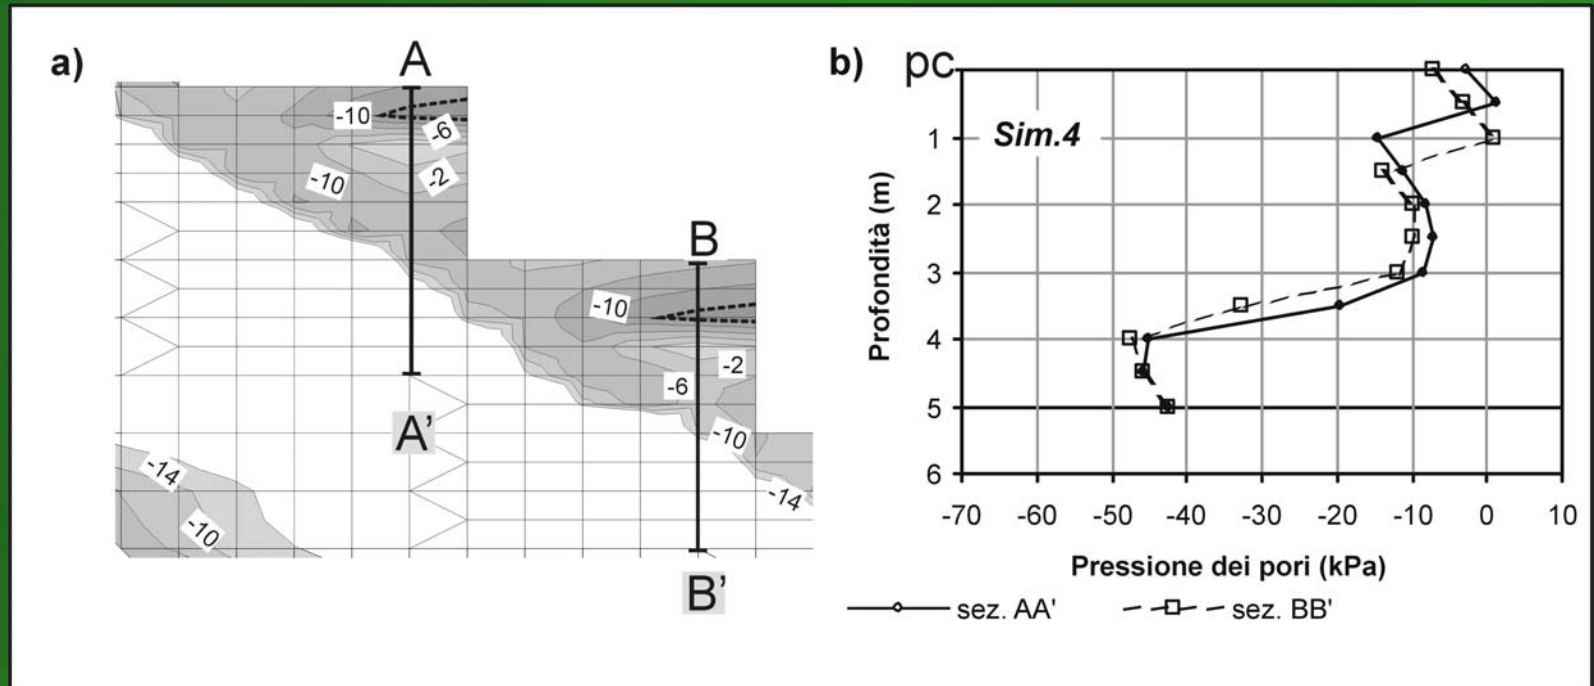 a)
A
-10
-6
-10
-2
B
-10
-2
-6
A'
-10
-14
-14
-10
B'
b)
pc
Sim.4
1
2
3
4
5
6
Profondità (m)
-70 -60 -50 -40 -30 -20 -10 0 10
Pressione dei pori (kPa)
sez. AA' sez. BB'